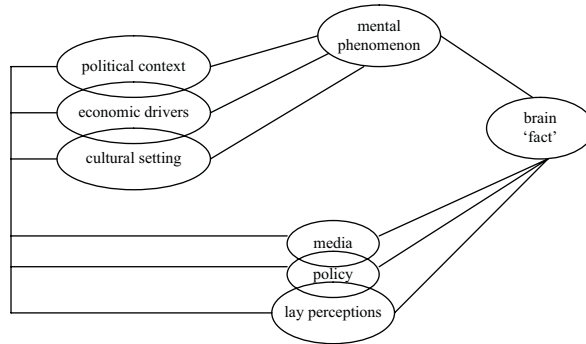 mental
phenomenon
political context
economic drivers
cultural setting
brain
‘fact’
media
policy
lay perceptions